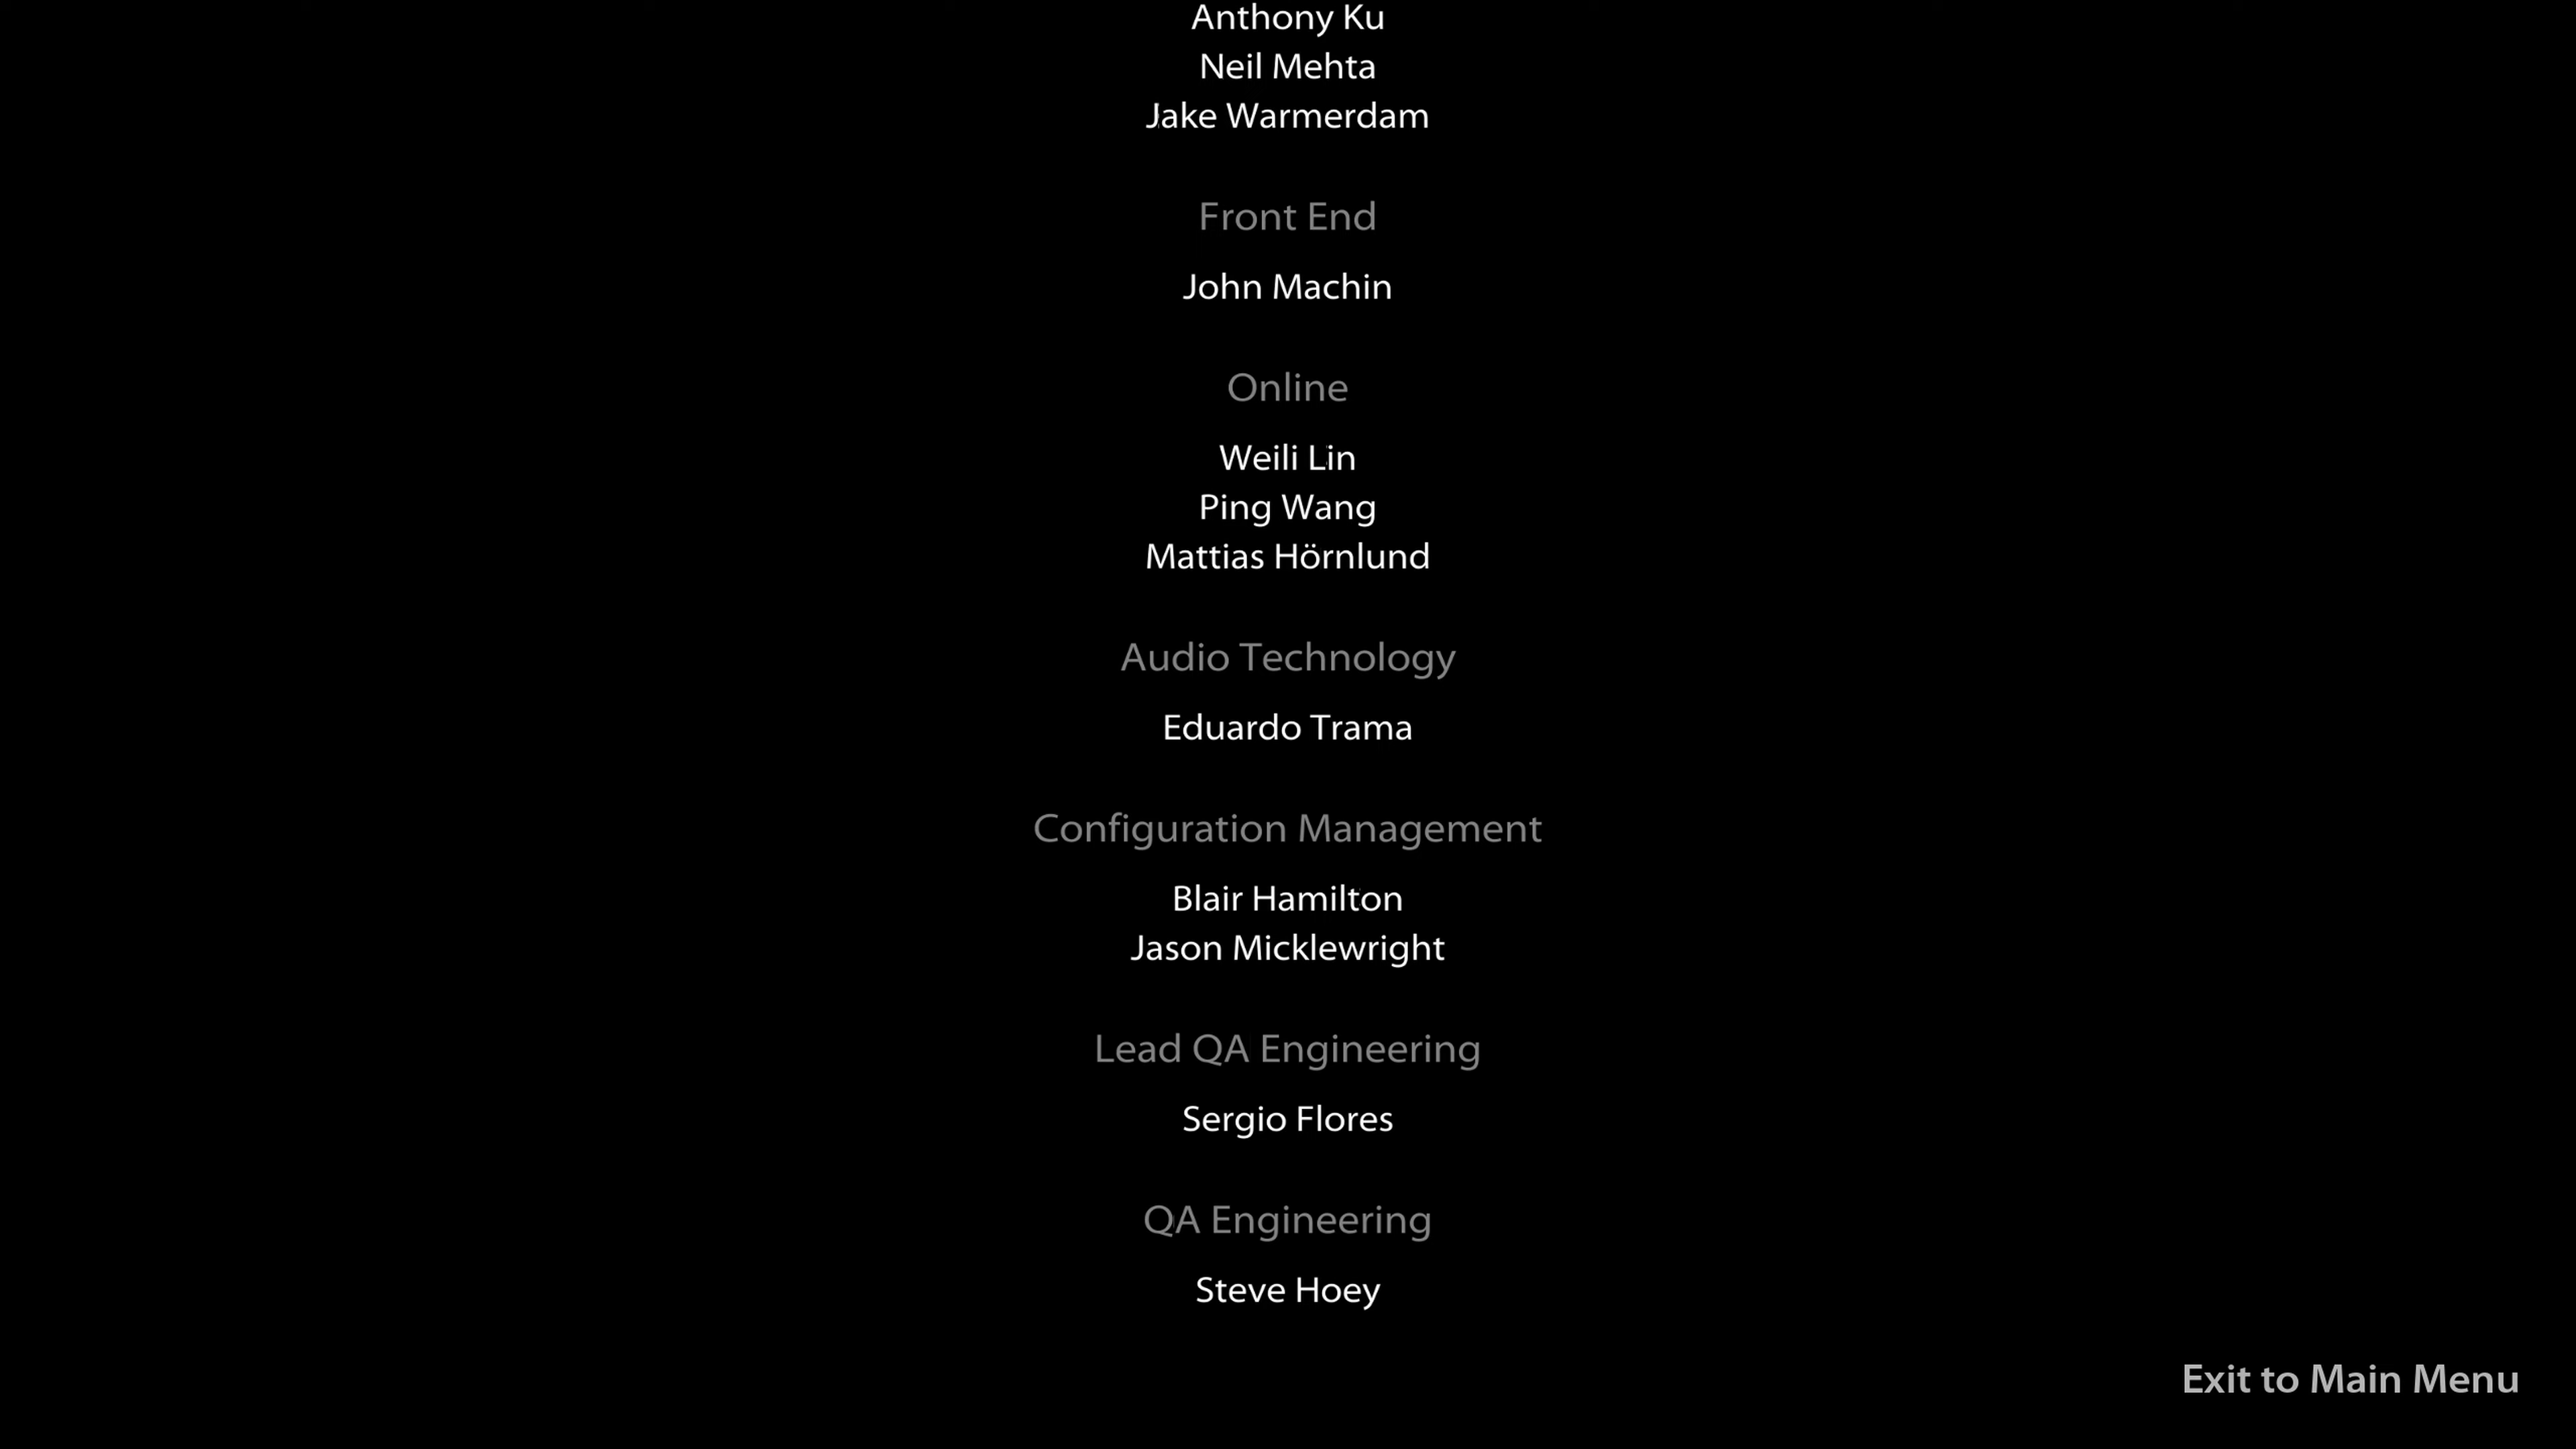 Anthony Ku
Neil Mehta
Jake Warmerdam
Front End
John Machin
Online
Weili Lin
Ping Wang
Mattias Hörnlund
Audio Technology
Eduardo Trama
Configuration Management
Blair Hamilton
Jason Micklewright
Lead QA Engineering
Sergio Flores
QA Engineering
Steve Hoey
Exit to Main Menu